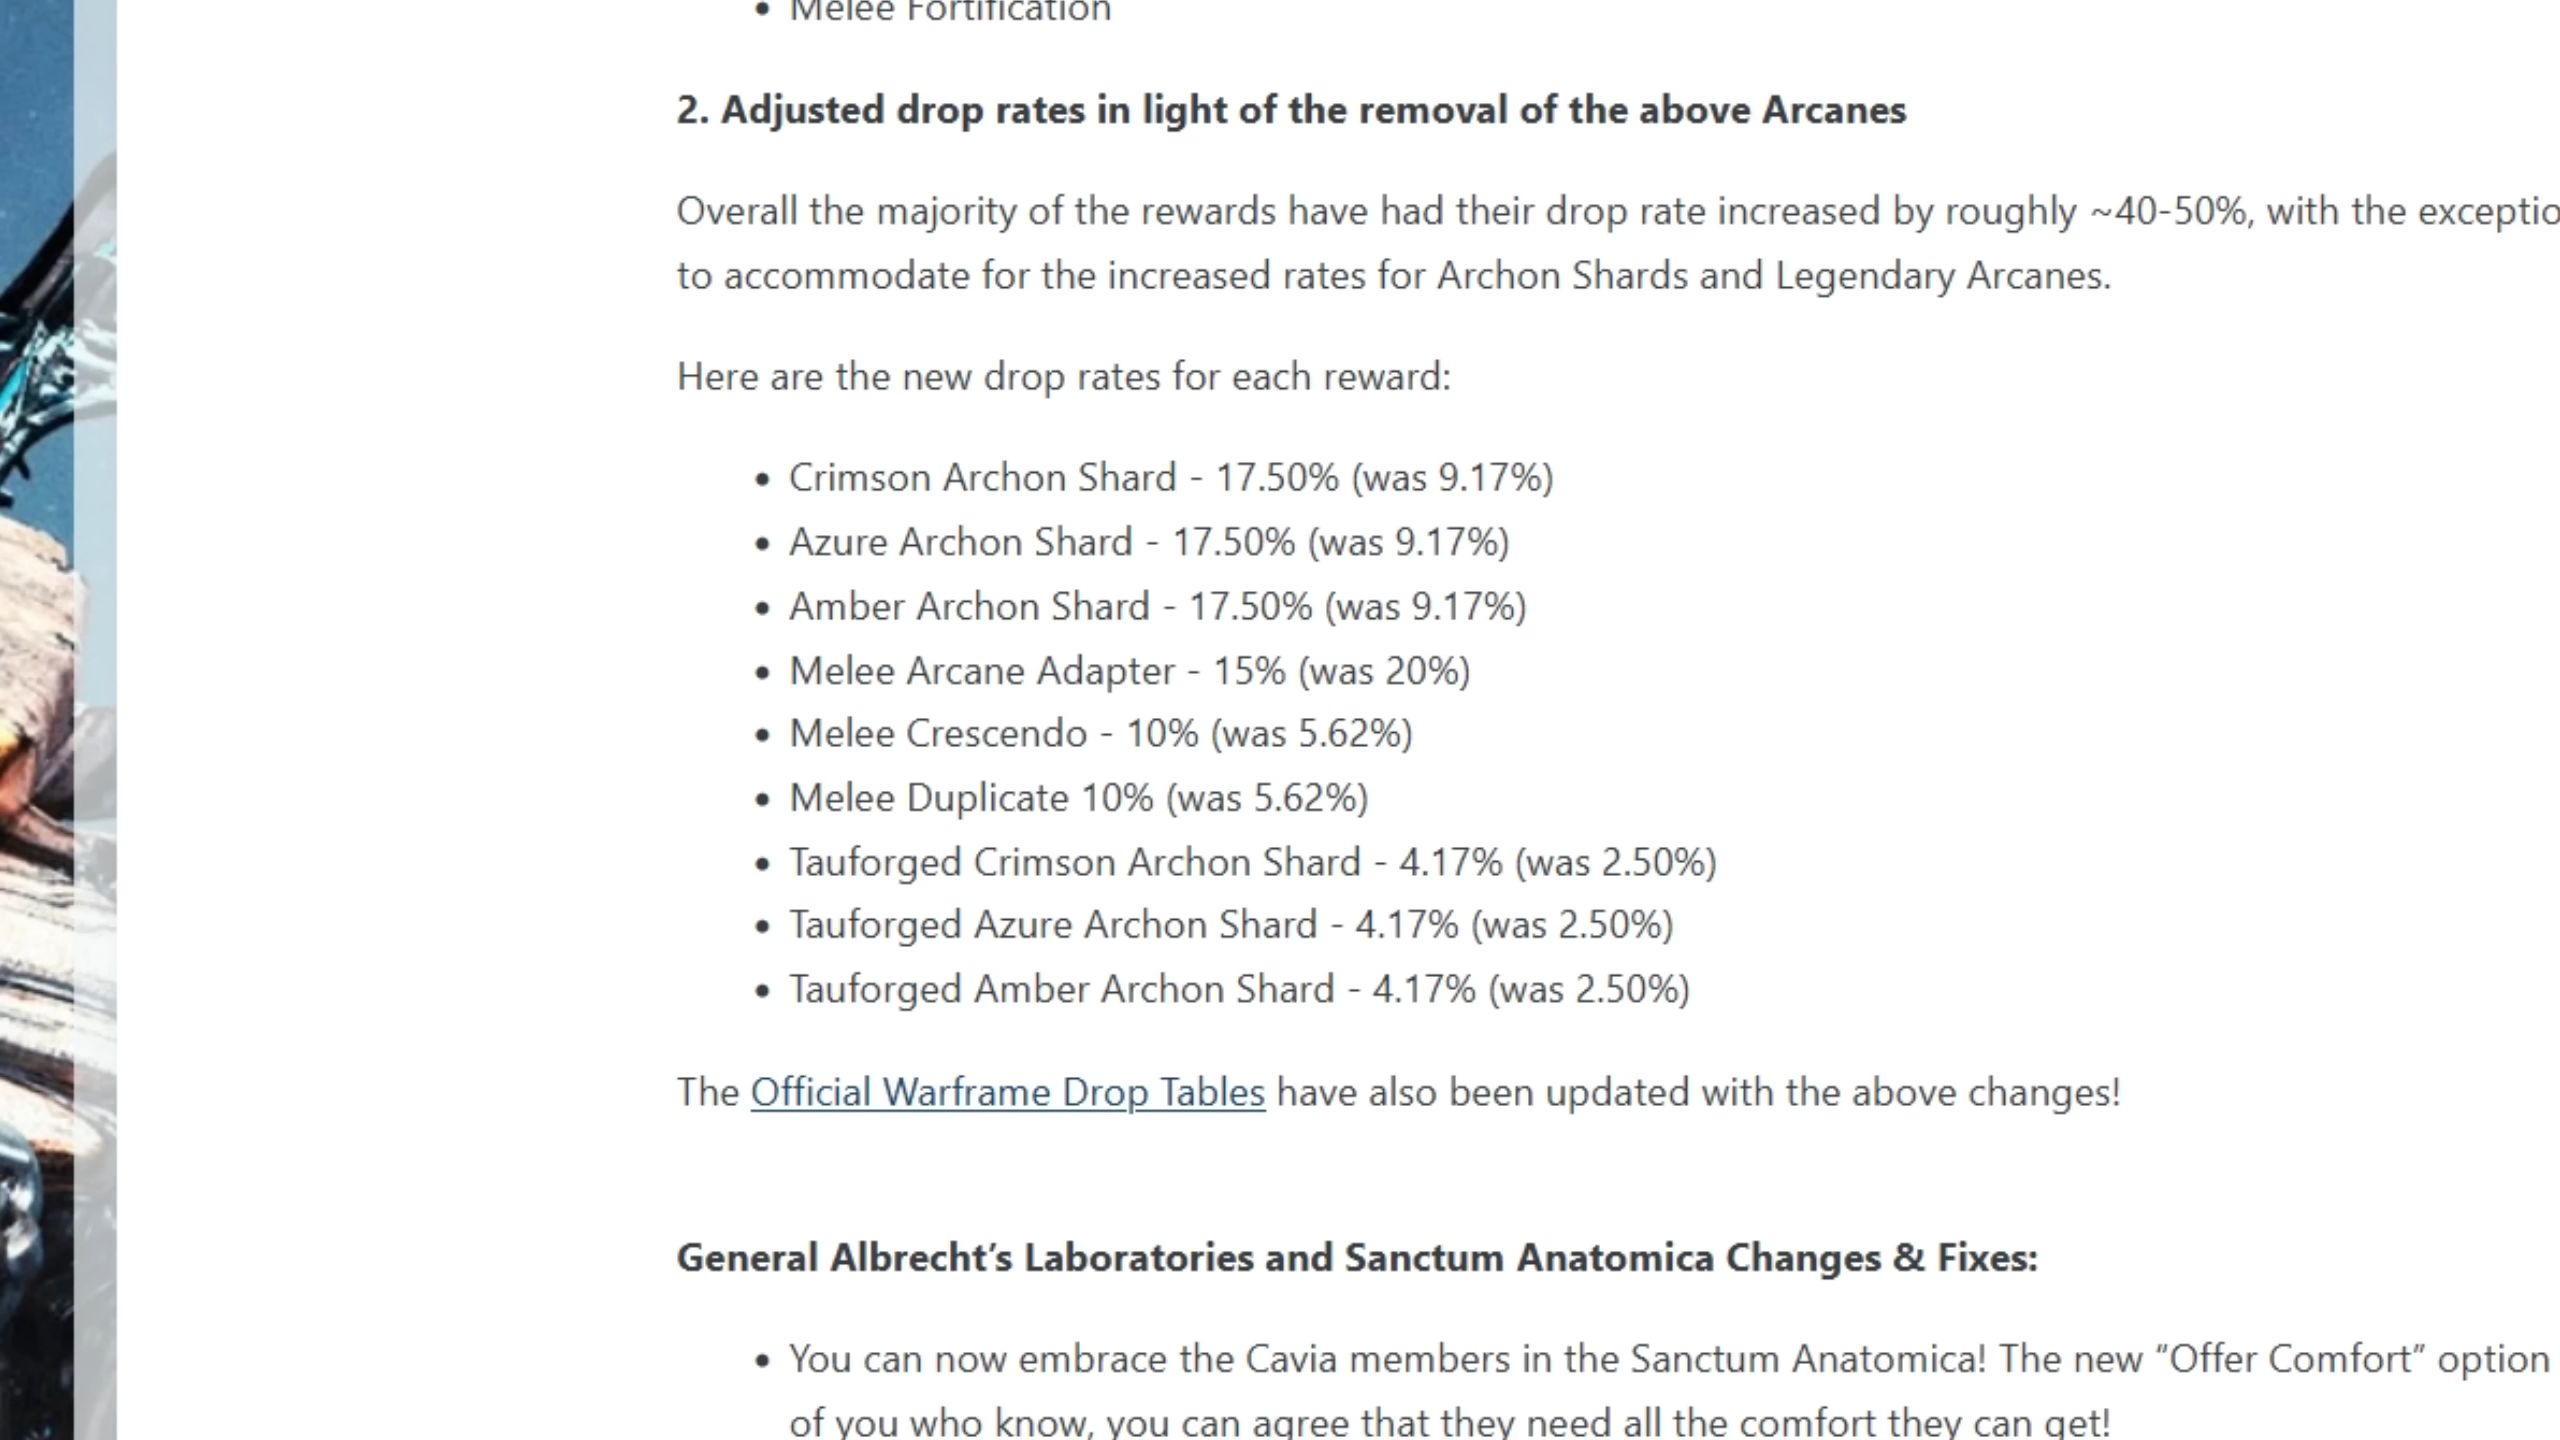 Melee Fortification
2. Adjusted drop rates in light of the removal of the above Arcanes
Overall the majority of the rewards have had their drop rate increased by roughly ~40-50%, with the exceptio
to accommodate for the increased rates for Archon Shards and Legendary Arcanes.
Here are the new drop rates for each reward:
• Crimson Archon Shard - 17.50% (was 9.17%)
• Azure Archon Shard - 17.50% (was 9.17%)
• Amber Archon Shard - 17.50% (was 9.17%)
• Melee Arcane Adapter - 15% (was 20%)
• Melee Crescendo - 10% (was 5.62%)
• Melee Duplicate 10% (was 5.62%)
• Tauforged Crimson Archon Shard - 4.17% (was 2.50%)
• Tauforged Azure Archon Shard - 4.17% (was 2.50%)
• Tauforged Amber Archon Shard - 4.17% (was 2.50%)
The Official Warframe Drop Tables have also been updated with the above changes!
General Albrecht’s Laboratories and Sanctum Anatomica Changes & Fixes:
• You can now embrace the Cavia members in the Sanctum Anatomica! The new “Offer Comfort” option
of you who know, you can agree that they need all the comfort they can get!